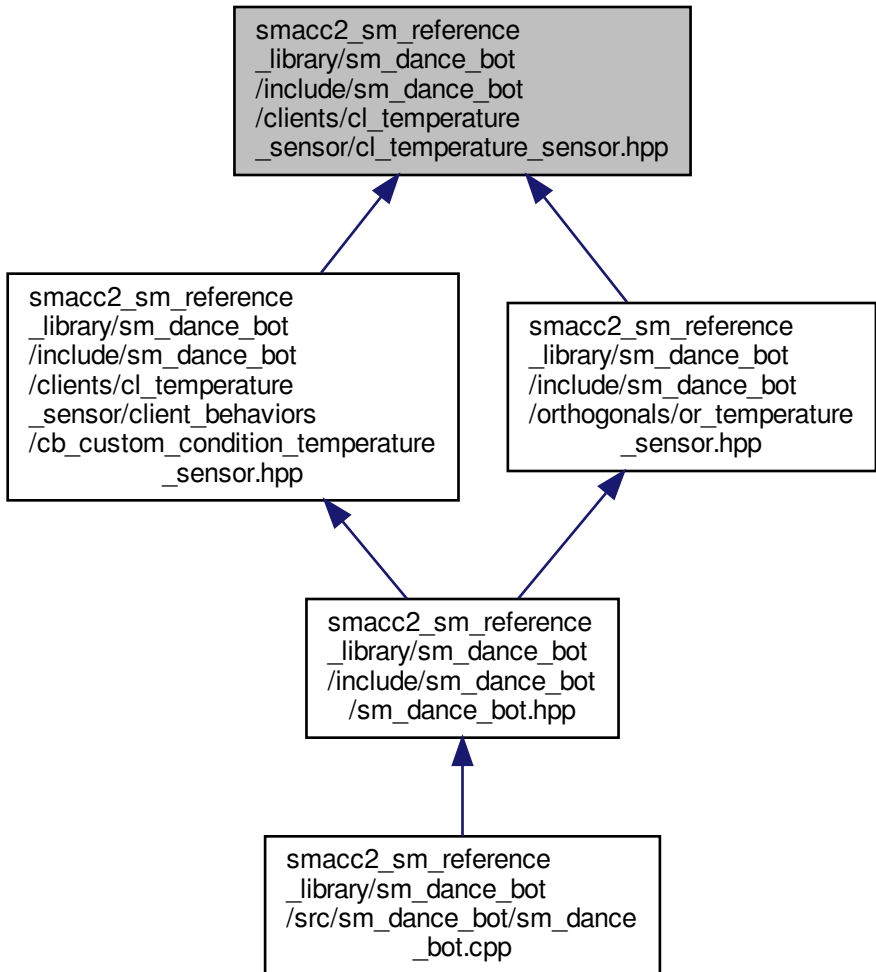 smacc2_sm_reference
_library/sm_dance_bot
/include/sm_dance_bot
/clients/cl_temperature
_sensor/cl_temperature_sensor.hpp
smacc2_sm_reference
_library/sm_dance_bot
/include/sm_dance_bot
/clients/cl_temperature
_sensor/client_behaviors
/cb_custom_condition_temperature
_sensor.hpp
smacc2_sm_reference
_library/sm_dance_bot
/include/sm_dance_bot
/orthogonals/or_temperature
_sensor.hpp
smacc2_sm_reference
_library/sm_dance_bot
/include/sm_dance_bot
/sm_dance_bot.hpp
smacc2_sm_reference
_library/sm_dance_bot
/src/sm_dance_bot/sm_dance
_bot.cpp